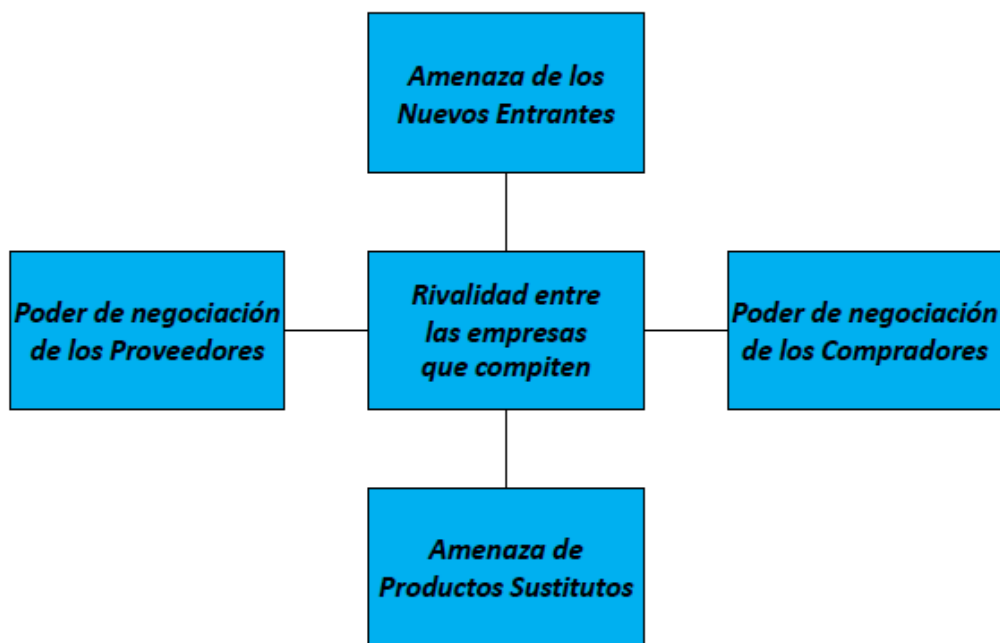 Amenaza de los
Nuevos Entrantes
Poder de negociación
de los Proveedores
Rivalidad entre
las empresas
que compiten
Poder de negociación
de los Compradores
Amenaza de
Productos Sustitutos